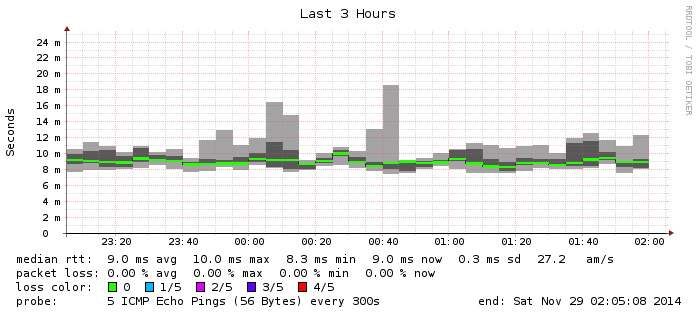 Last 3 Hours
RRDTOOL / TOBI OETIKER
Seconds
24 m
22 m
20 m
18 m
16 m
14 m
12 m
10 m
8 m
6 m
4 m
2 m
0
23:20 23:40 00:00 00:20 00:40 01:00 01:20 01:40 02:00
median rtt: 9.0 ms avg 10.0 ms max 8.3 ms min 9.0 ms now 0.3 ms sd 27.2 am/s
packet loss: 0.00 % avg 0.00 % max 0.00 % min 0.00 % now
loss color: 0 1/5 2/5 3/5 4/5
probe: 5 ICMP Echo Pings (56 Bytes) every 300s end: Sat Nov 29 02:05:08 2014